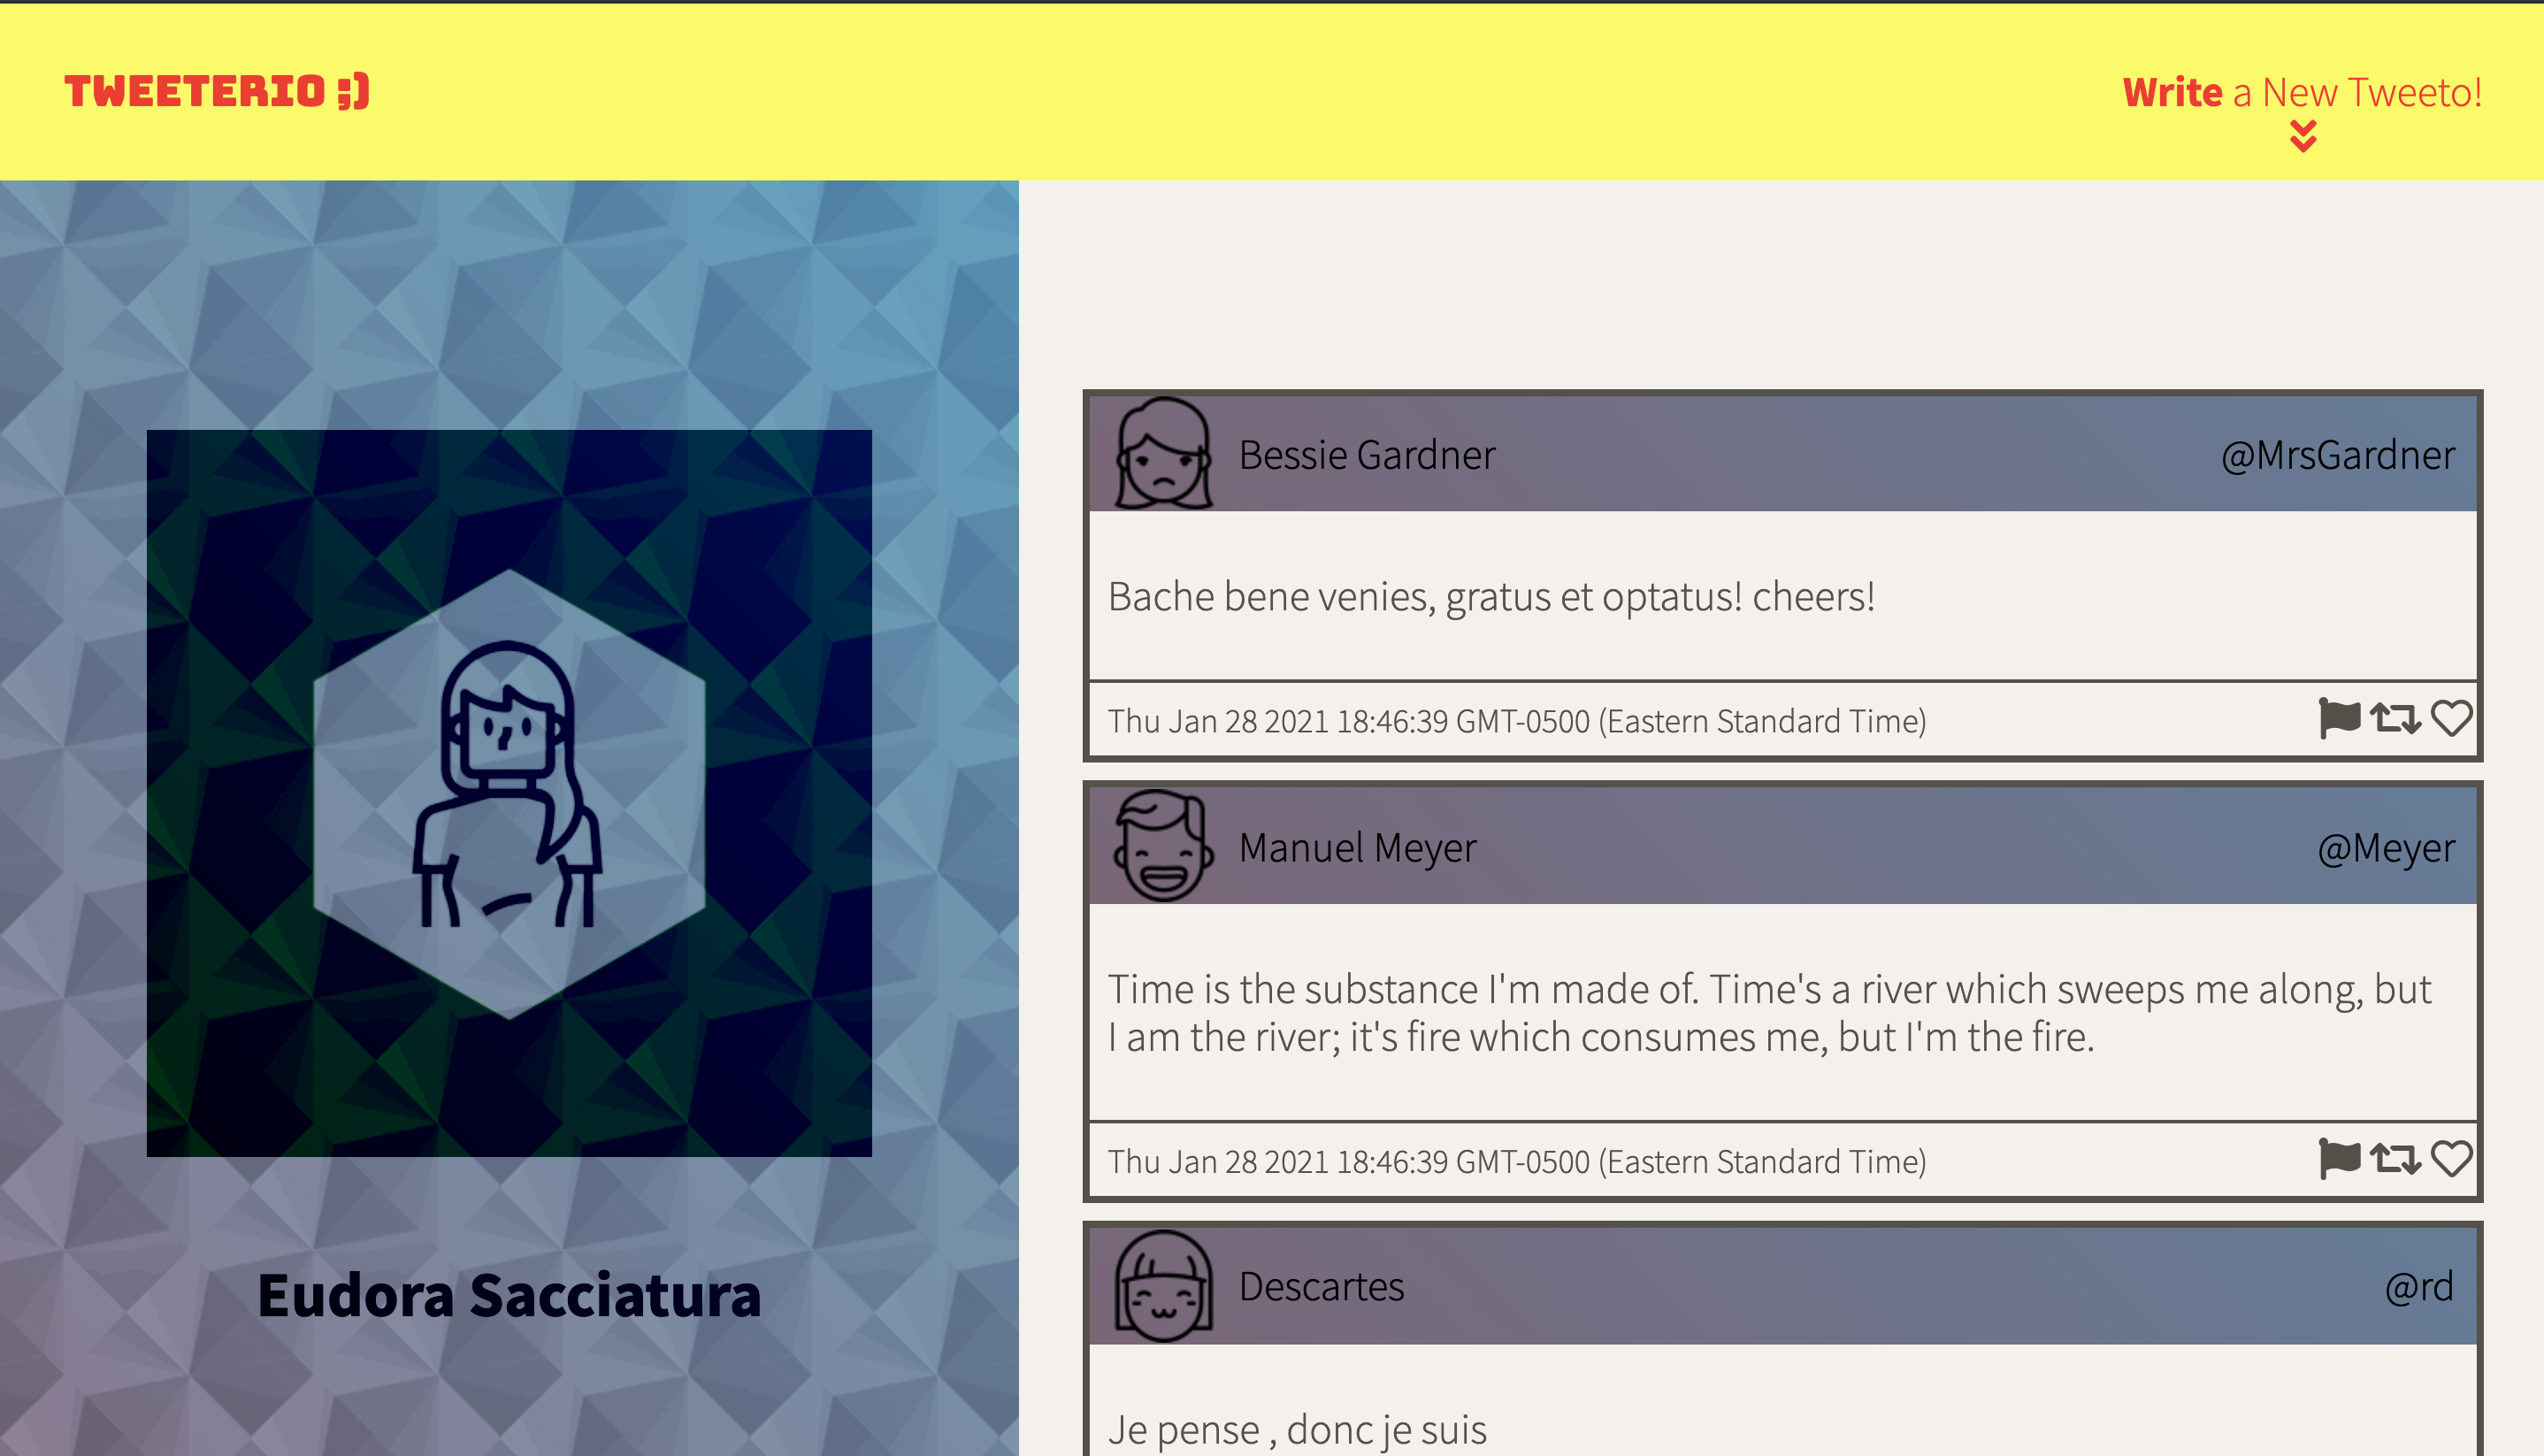 TWEETERIO ;)
Write a New Tweeto!
Eudora Sacciatura
Bessie Gardner
@MrsGardner
Bache bene venies, gratus et optatus! cheers!
Thu Jan 28 2021 18:46:39 GMT-0500 (Eastern Standard Time)
Manuel Meyer
@Meyer
Time is the substance I'm made of. Time's a river which sweeps me along, but
I am the river; it's fire which consumes me, but I'm the fire.
Thu Jan 28 2021 18:46:39 GMT-0500 (Eastern Standard Time)
Descartes
@rd
Je pense , donc je suis